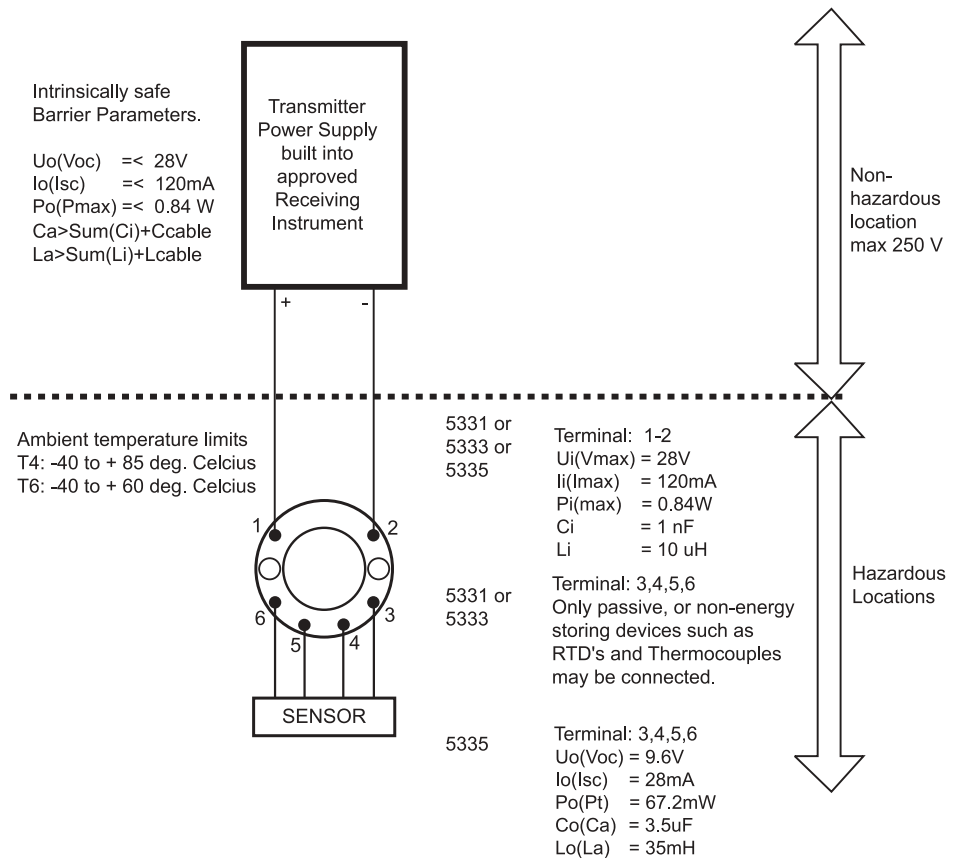 Intrinsically safe
Barrier Parameters.
Uo(Voc) =< 28V
Io(Isc) =< 120mA
Po(Pmax) =< 0.84 W
Ca>Sum(Ci)+Ccable
La>Sum(Li)+Lcable
Transmitter
Power Supply
built into
approved
Receiving
Instrument
+ -
Non-
hazardous
location
max 250 V
Ambient temperature limits
T4: -40 to + 85 deg. Celcius
T6: -40 to + 60 deg. Celcius
5331 or
5333 or
5335
Terminal: 1-2
Ui(Vmax) = 28V
Ii(Imax) = 120mA
Pi(max) = 0.84W
Ci = 1 nF
Li = 10 uH
1 2
6 3
5 4
SENSOR
5331 or
5333
Terminal: 3,4,5,6
Only passive, or non-energy
storing devices such as
RTD's and Thermocouples
may be connected.
Hazardous
Locations
5335
Terminal: 3,4,5,6
Uo(Voc) = 9.6V
Io(Isc) = 28mA
Po(Pt) = 67.2mW
Co(Ca) = 3.5uF
Lo(La) = 35mH